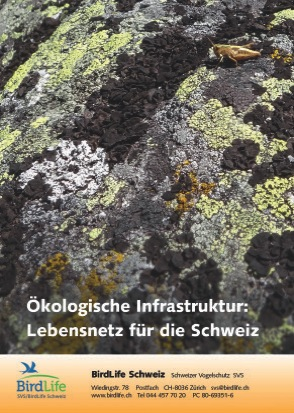 Ökologische Infrastruktur:
Lebensnetz für die Schweiz
BirdLife
SVS/BirdLife Schweiz
BirdLife Schweiz Schweizer Vogelschutz SVS
Wiedingstr. 78 Postfach CH-8036 Zürich svs@birdlife.ch
www.birdlife.ch Tel 044 457 70 20 PC 80-69351-6